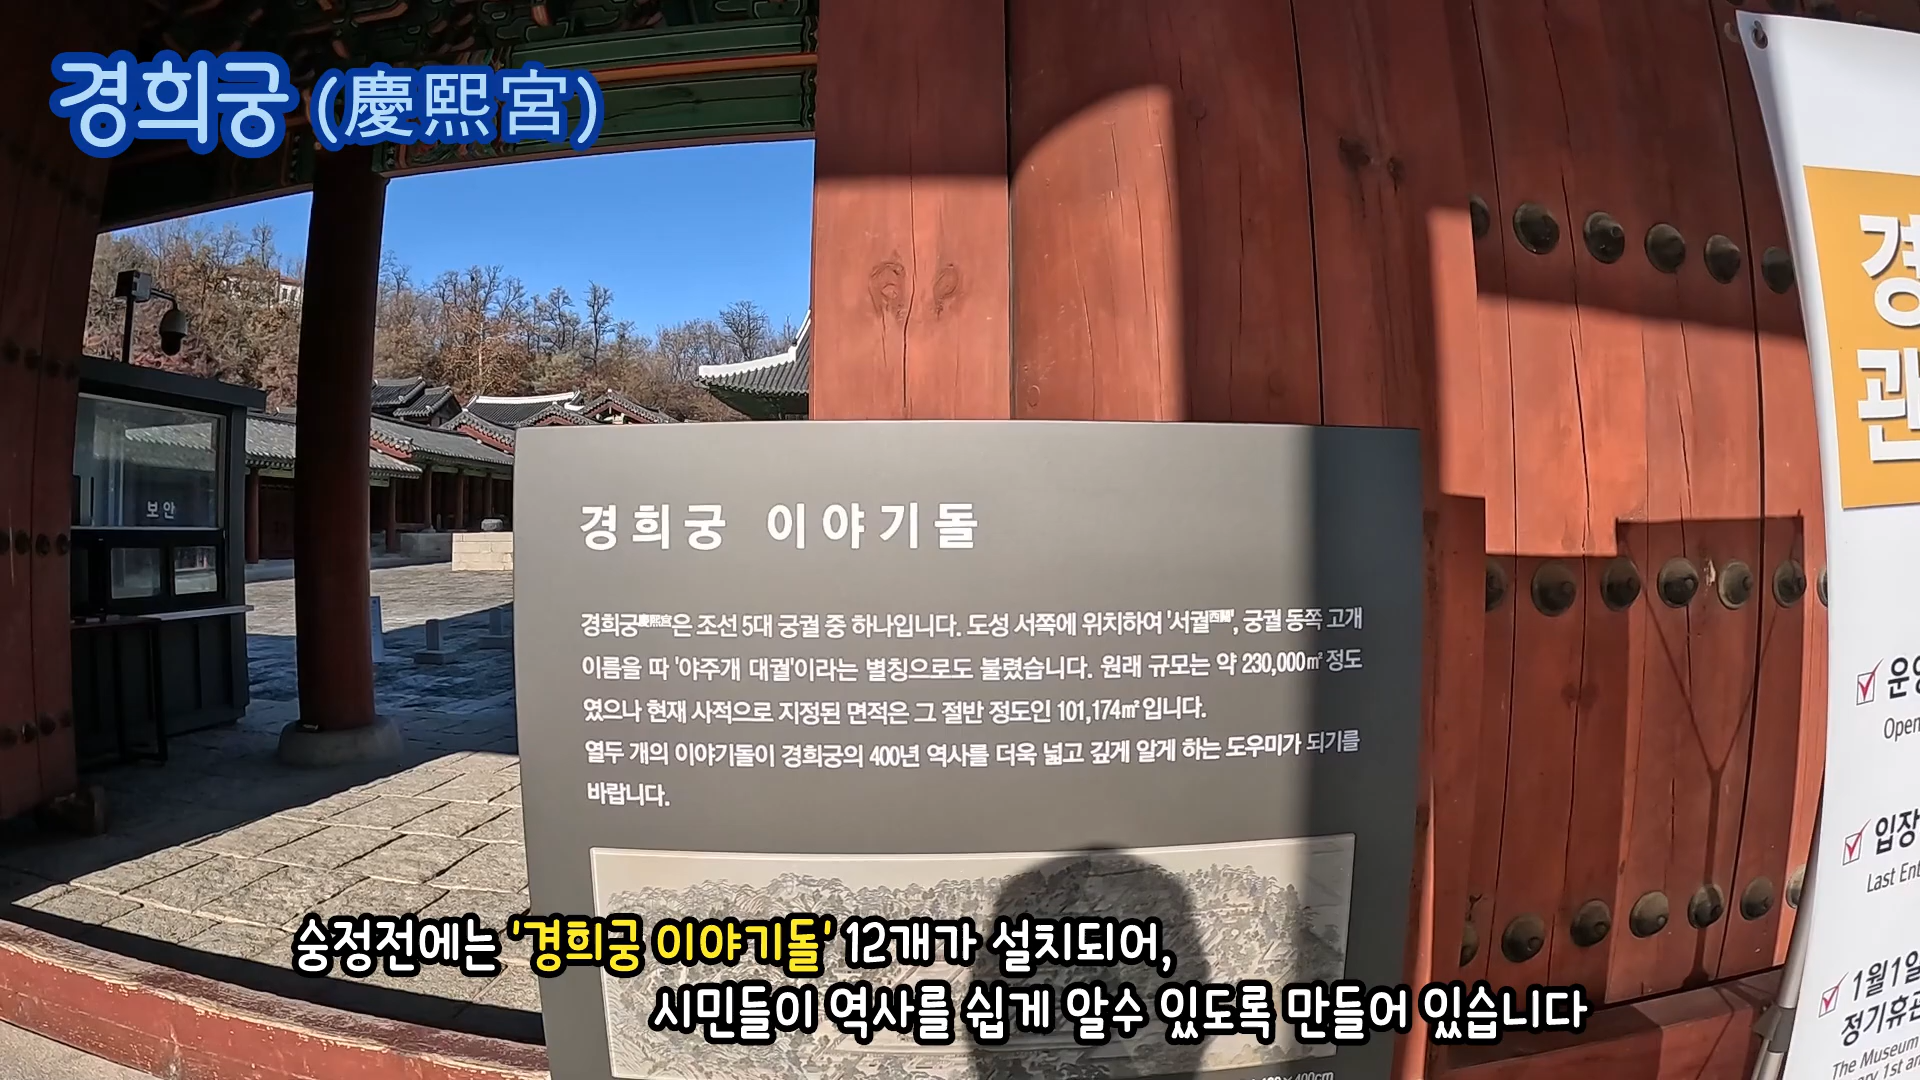 경희궁 (慶熙宮)
보안
경희궁 이야기돌
경희궁慶熙宮은 조선 5대 궁궐 중 하나입니다. 도성 서쪽에 위치하여 '서궐西闕', 궁궐 동쪽 고개
이름을 따 '야주개 대궐'이라는 별칭으로도 불렸습니다. 원래 규모는 약 230,000㎡ 정도
였으나 현재 사적으로 지정된 면적은 그 절반 정도인 101,174㎡입니다.
열두 개의 이야기돌이 경희궁의 400년 역사를 더욱 넓고 깊게 알게 하는 도우미가 되기를
바랍니다.
숭정전에는 '경희궁 이야기돌' 12개가 설치되어,
시민들이 역사를 쉽게 알수 있도록 만들어 있습니다
경
관
운영
Open
입장
Last Ent
1월1일
정기휴관
The Museum